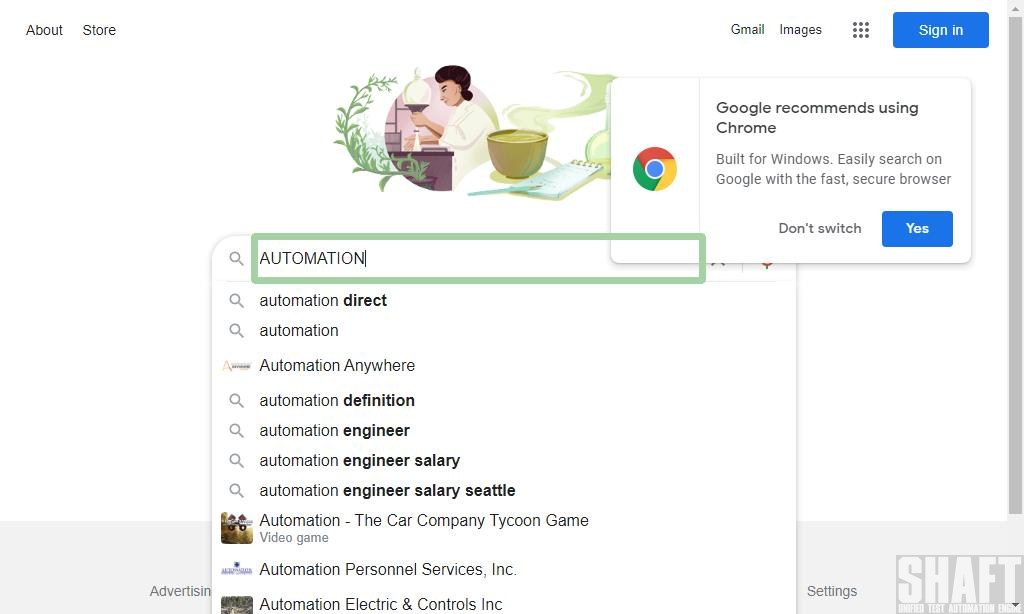 About Store
Gmail Images
Sign in
Google recommends using
Chrome
Built for Windows. Easily search on
Google with the fast, secure browser
Don't switch Yes
AUTOMATION
automation direct
automation
Automation Anywhere
automation definition
automation engineer
automation engineer salary
automation engineer salary seattle
Automation - The Car Company Tycoon Game
Video game
Automation Personnel Services, Inc.
Automation Electric & Controls Inc
Advertisin
Settings
SHAFT
UNIFIED TEST AUTOMATION